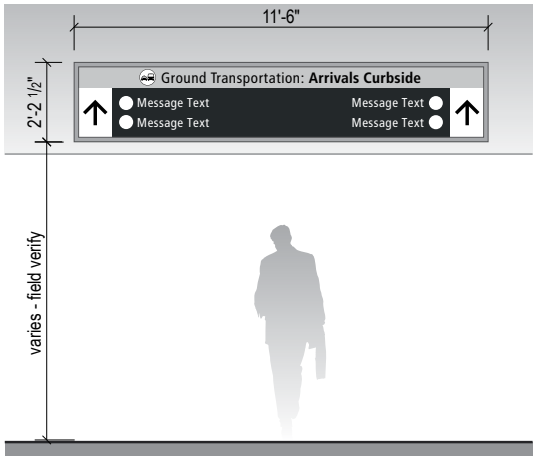 11'-6"
2'-2 1/2"
Ground Transportation: Arrivals Curbside
Message Text
Message Text
Message Text
Message Text
varies - field verify